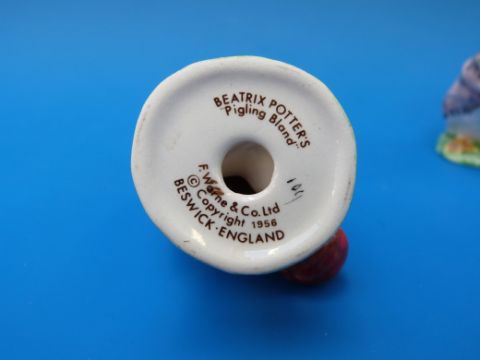 BEATRIX POTTER'S
"Pigling Bland"
F. Warne & Co. Ltd
© Copyright 1956
BESWICK · ENGLAND